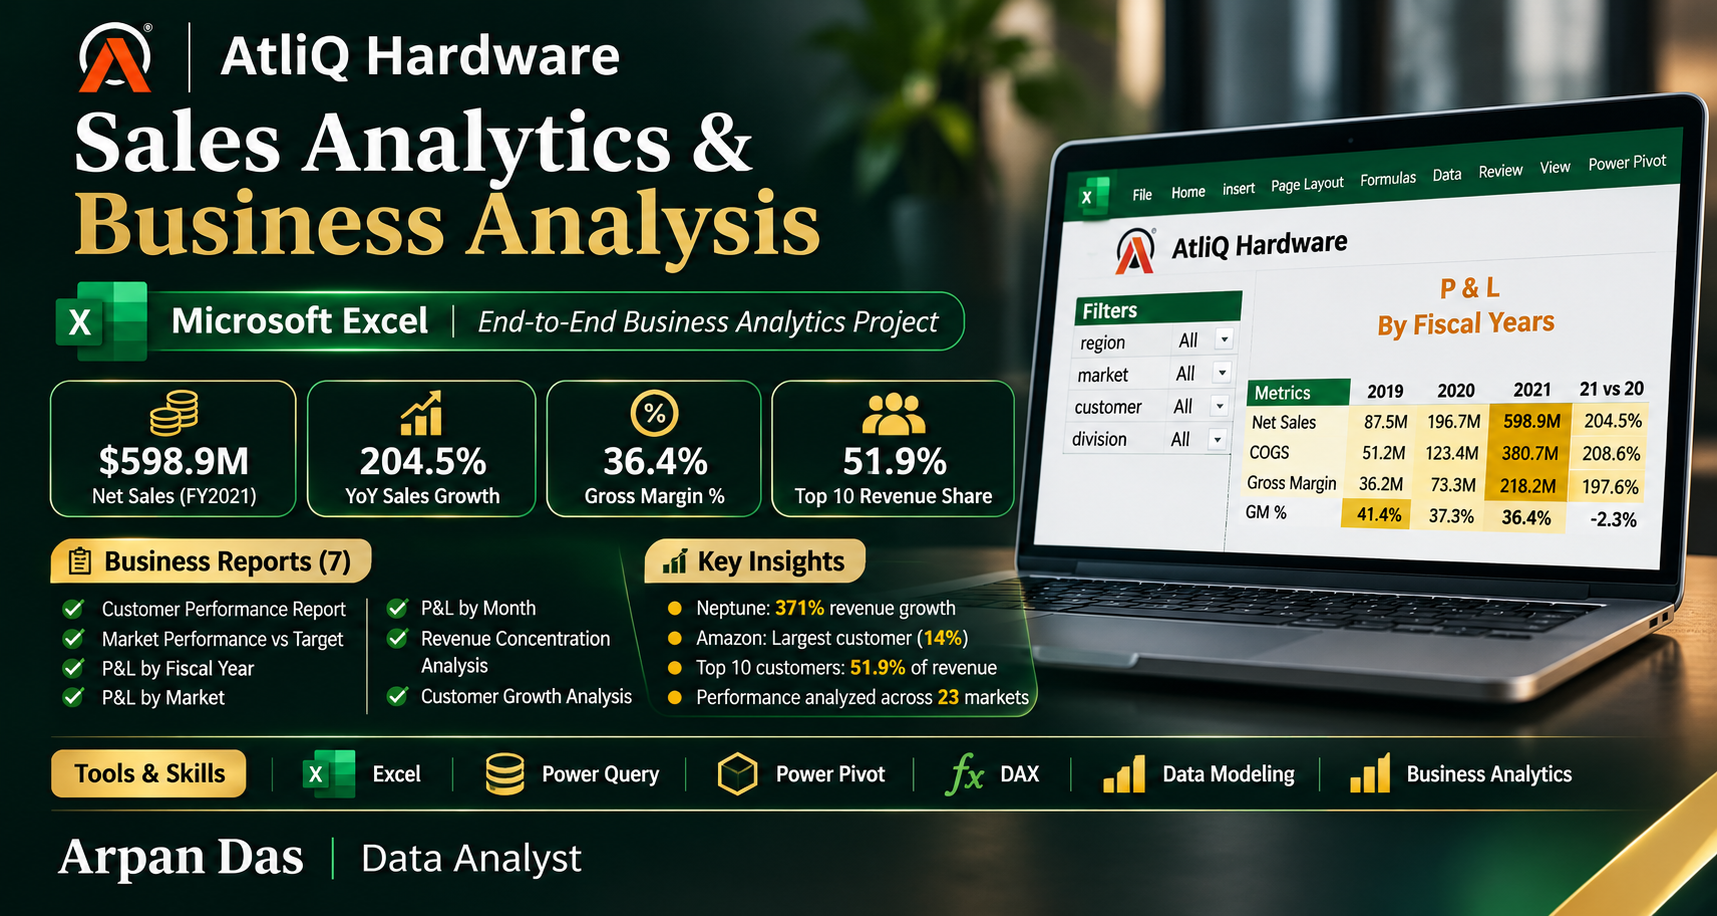 AtliQ Hardware
Sales Analytics &
Business Analysis
X
Microsoft Excel | End-to-End Business Analytics Project
$598.9M
Net Sales (FY2021)
204.5%
YoY Sales Growth
%
36.4%
Gross Margin %
51.9%
Top 10 Revenue Share
Business Reports (7)
Customer Performance Report
Market Performance vs Target
P&L by Fiscal Year
P&L by Market
P&L by Month
Revenue Concentration
Analysis
Customer Growth Analysis
Key Insights
Neptune: 371% revenue growth
Amazon: Largest customer (14%)
Top 10 customers: 51.9% of revenue
Performance analyzed across 23 markets
X File Home insert Page Layout Formulas Data Review View Power Pivot
AtliQ Hardware
Filters
region All
market All
customer All
division All
P & L
By Fiscal Years
Metrics 2019 2020 2021 21 vs 20
Net Sales 87.5M 196.7M 598.9M 204.5%
COGS 51.2M 123.4M 380.7M 208.6%
Gross Margin 36.2M 73.3M 218.2M 197.6%
GM % 41.4% 37.3% 36.4% -2.3%
Tools & Skills
X Excel
Power Query
Power Pivot
fx DAX
Data Modeling
Business Analytics
Arpan Das | Data Analyst